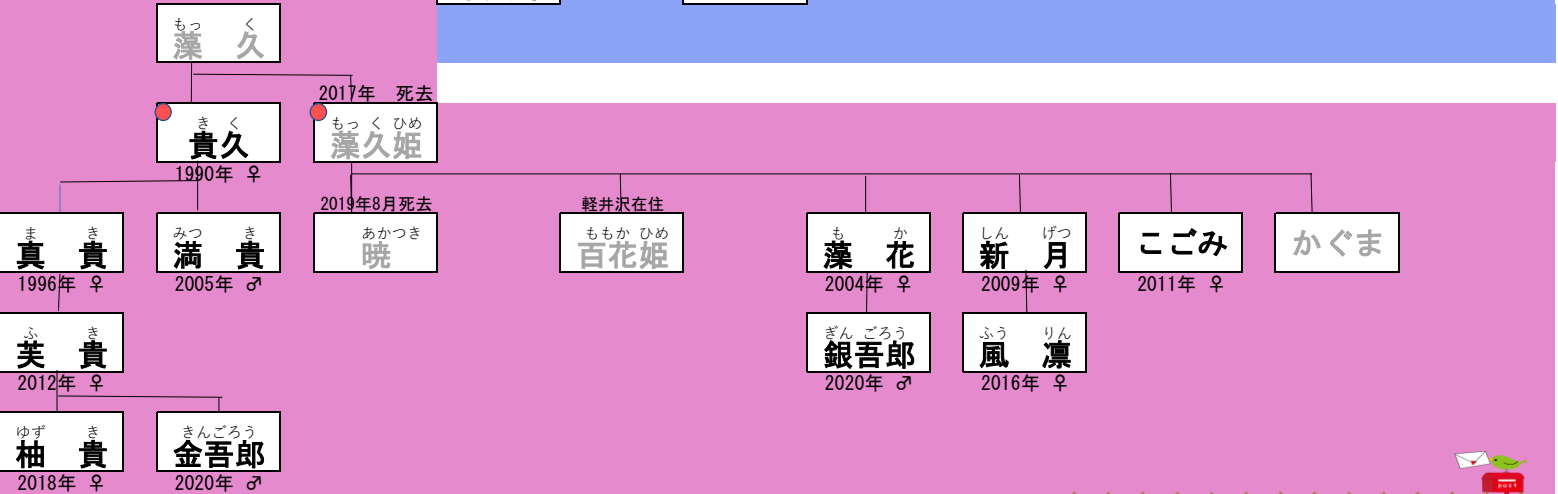 もっ く
藻 久
2017年 死去
き く
貴久
もっ く ひめ
藻久姫
1990年 ♀
2019年8月死去
軽井沢在住
ま き
真 貴
みつ き
満 貴
あかつき
暁
ももか ひめ
百花姫
も か
藻 花
しん げつ
新 月
こごみ
かぐま
1996年 ♀
2005年 ♂
2004年 ♀
2009年 ♀
2011年 ♀
ふ き
芙 貴
ぎん ごろう
銀吾郎
ふう りん
風 凛
2012年 ♀
2020年 ♂
2016年 ♀
ゆず き
柚 貴
きんごろう
金吾郎
2018年 ♀
2020年 ♂
post